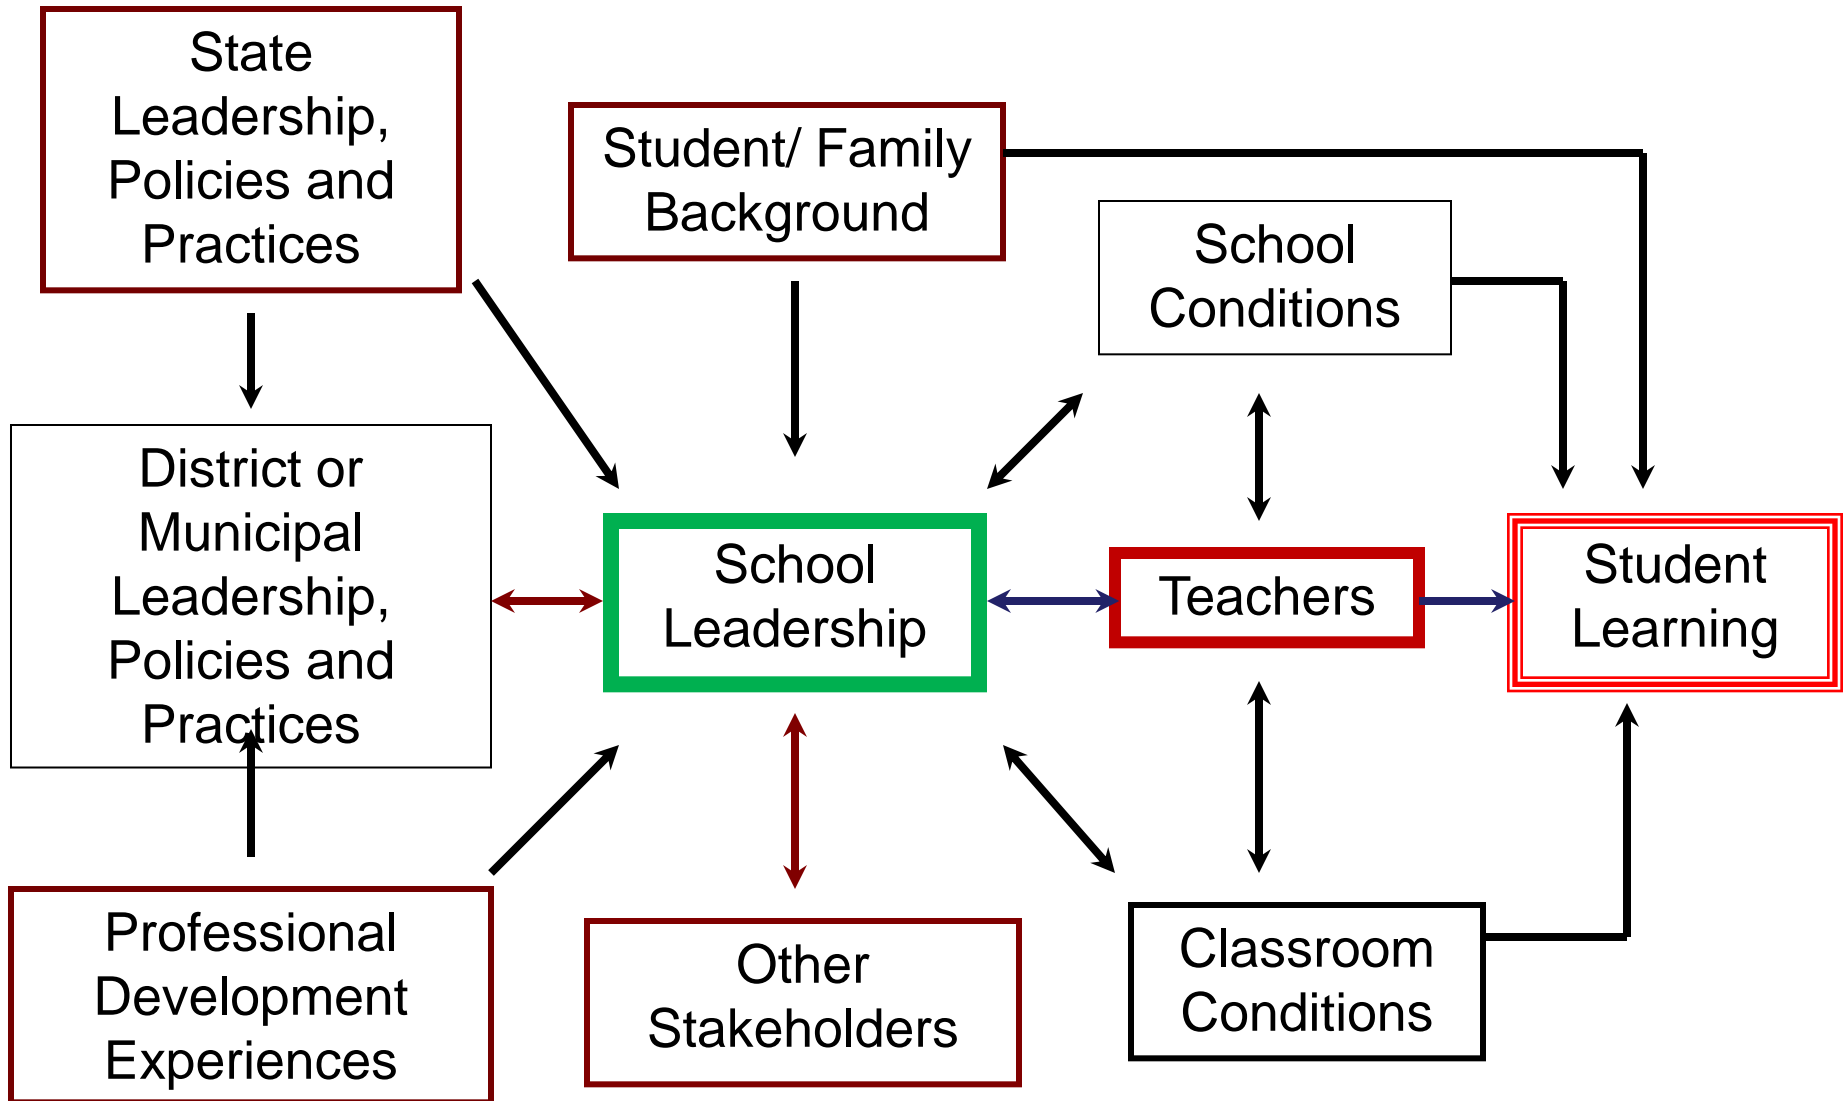 State
Leadership,
Policies and
Practices
Student/ Family
Background
School
Conditions
District or
Municipal
Leadership,
Policies and
Practices
School
Leadership
Teachers
Student
Learning
Professional
Development
Experiences
Other
Stakeholders
Classroom
Conditions